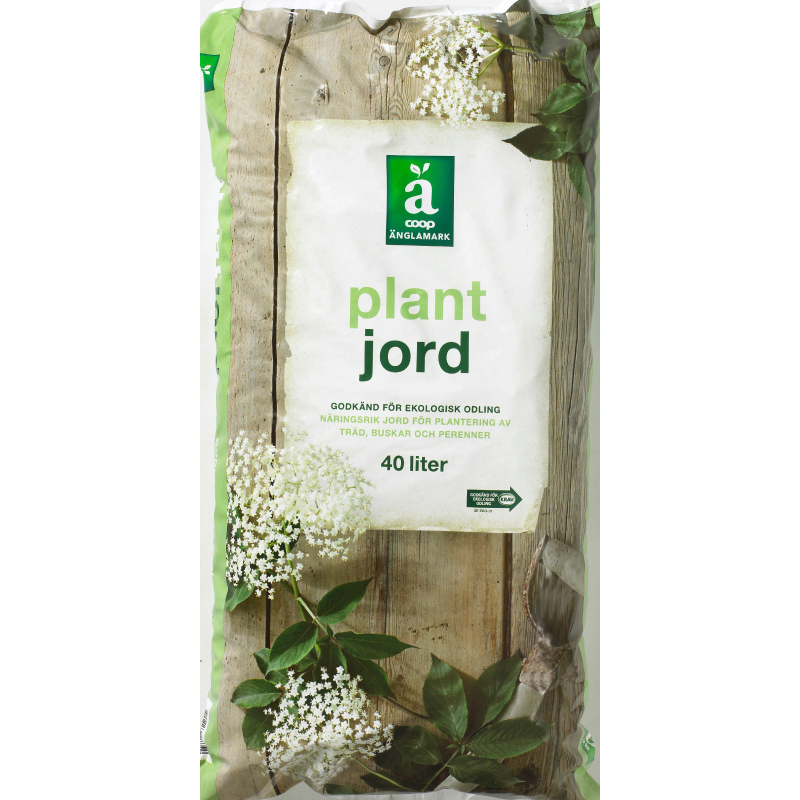 å
coop
ÄNGLAMARK
plant
jord
GODKÄND FÖR EKOLOGISK ODLING
NÄRINGSRIK JORD FÖR PLANTERING AV
TRÄD, BUSKAR OCH PERENNER
40 liter
GODKÄND FÖR
EKOLOGISK
ODLING
KRAV